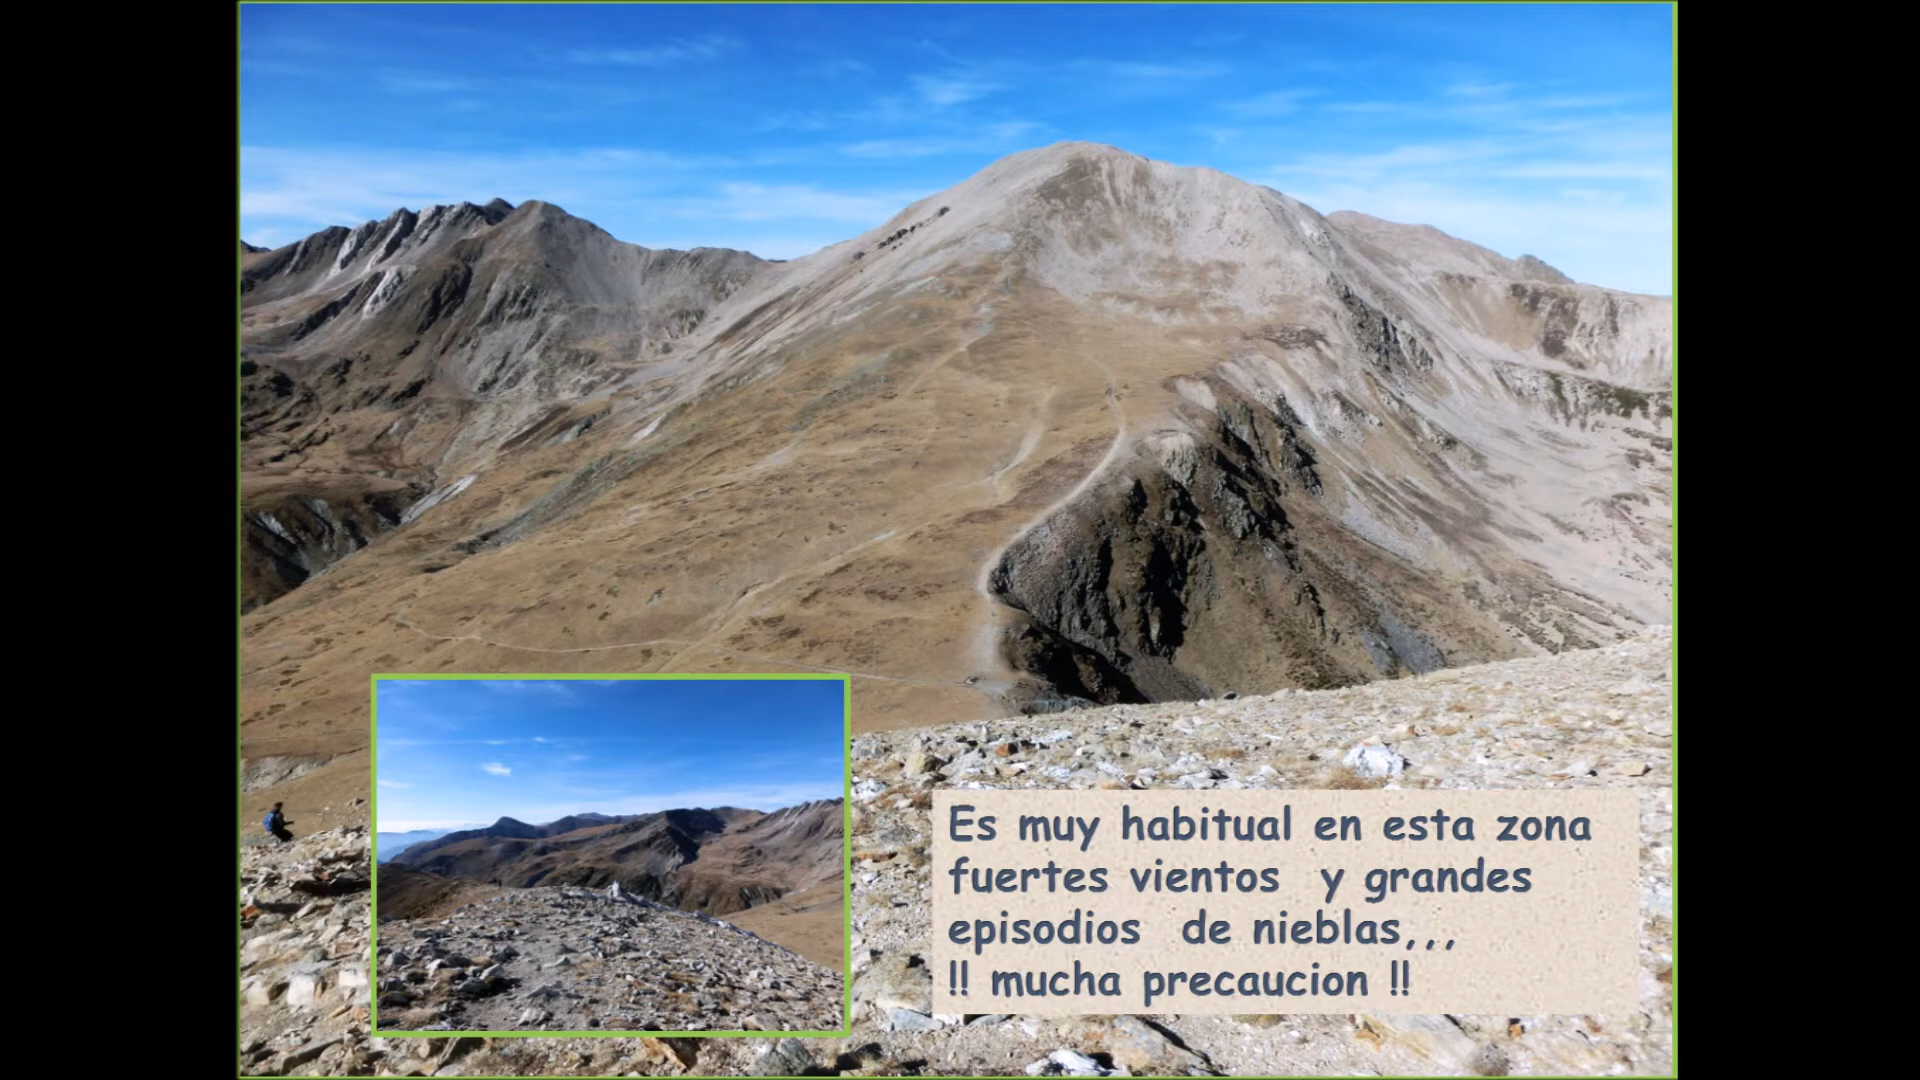 Es muy habitual en esta zona
fuertes vientos y grandes
episodios de nieblas,,,
!! mucha precaucion !!